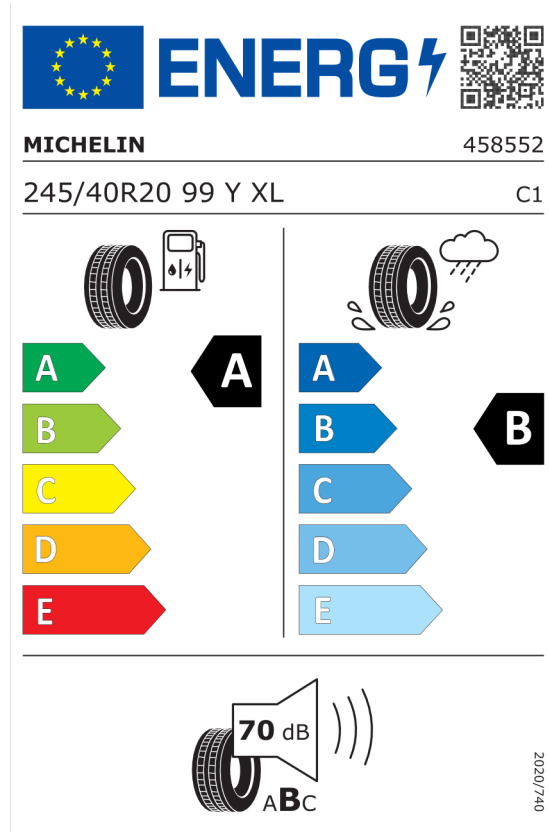 ENERG
MICHELIN 458552
245/40R20 99 Y XL C1
A A
B
C
D
E
A
B B
C
D
E
70 dB
ABC
2020/740